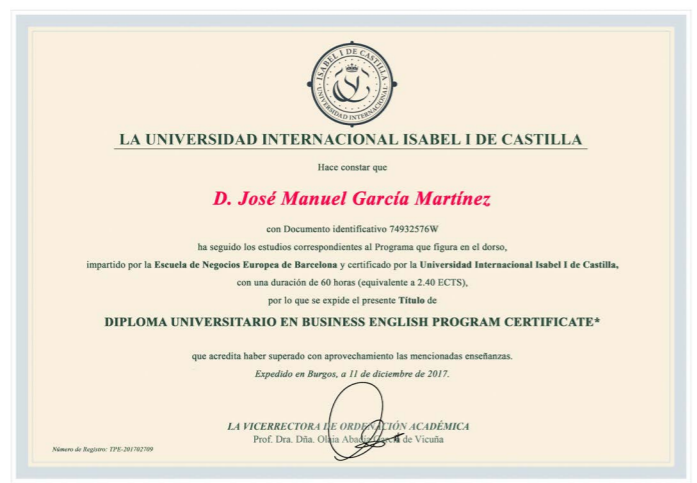 ISABEL I DE CASTILLA
UNIVERSIDAD INTERNACIONAL
LA UNIVERSIDAD INTERNACIONAL ISABEL I DE CASTILLA
Hace constar que
D. José Manuel García Martínez
con Documento identificativo 74932576W
ha seguido los estudios correspondientes al Programa que figura en el dorso,
impartido por la Escuela de Negocios Europea de Barcelona y certificado por la Universidad Internacional Isabel I de Castilla,
con una duración de 60 horas (equivalente a 2.40 ECTS),
por lo que se expide el presente Título de
DIPLOMA UNIVERSITARIO EN BUSINESS ENGLISH PROGRAM CERTIFICATE*
que acredita haber superado con aprovechamiento las mencionadas enseñanzas.
Expedido en Burgos, a 11 de diciembre de 2017.
LA VICERRECTORA DE ORDENACIÓN ACADÉMICA
Prof. Dra. Dña. Olaia Abadía García de Vicuña
Número de Registro: TPE-201702709